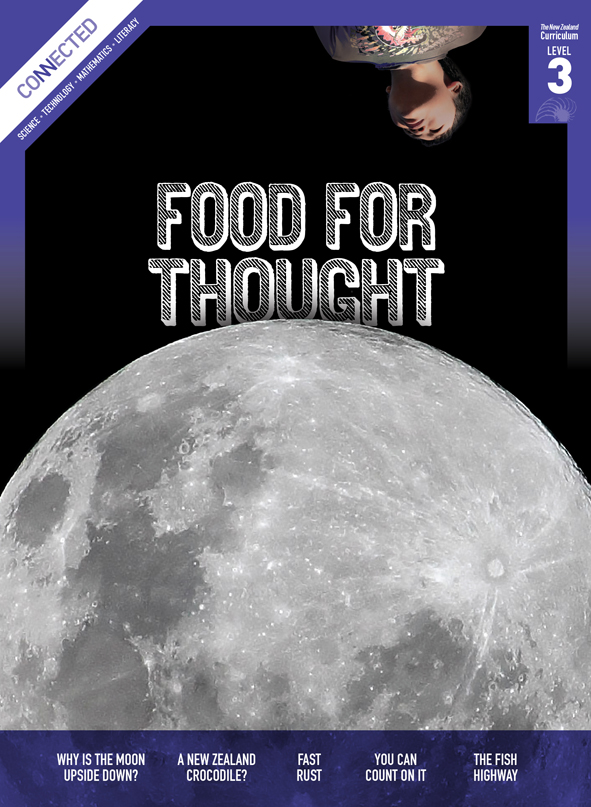 CONNECTED
SCIENCE • TECHNOLOGY • MATHEMATICS • LITERACY
The New Zealand
Curriculum
LEVEL
3
FOOD FOR
THOUGHT
WHY IS THE MOON
UPSIDE DOWN?
A NEW ZEALAND
CROCODILE?
FAST
RUST
YOU CAN
COUNT ON IT
THE FISH
HIGHWAY